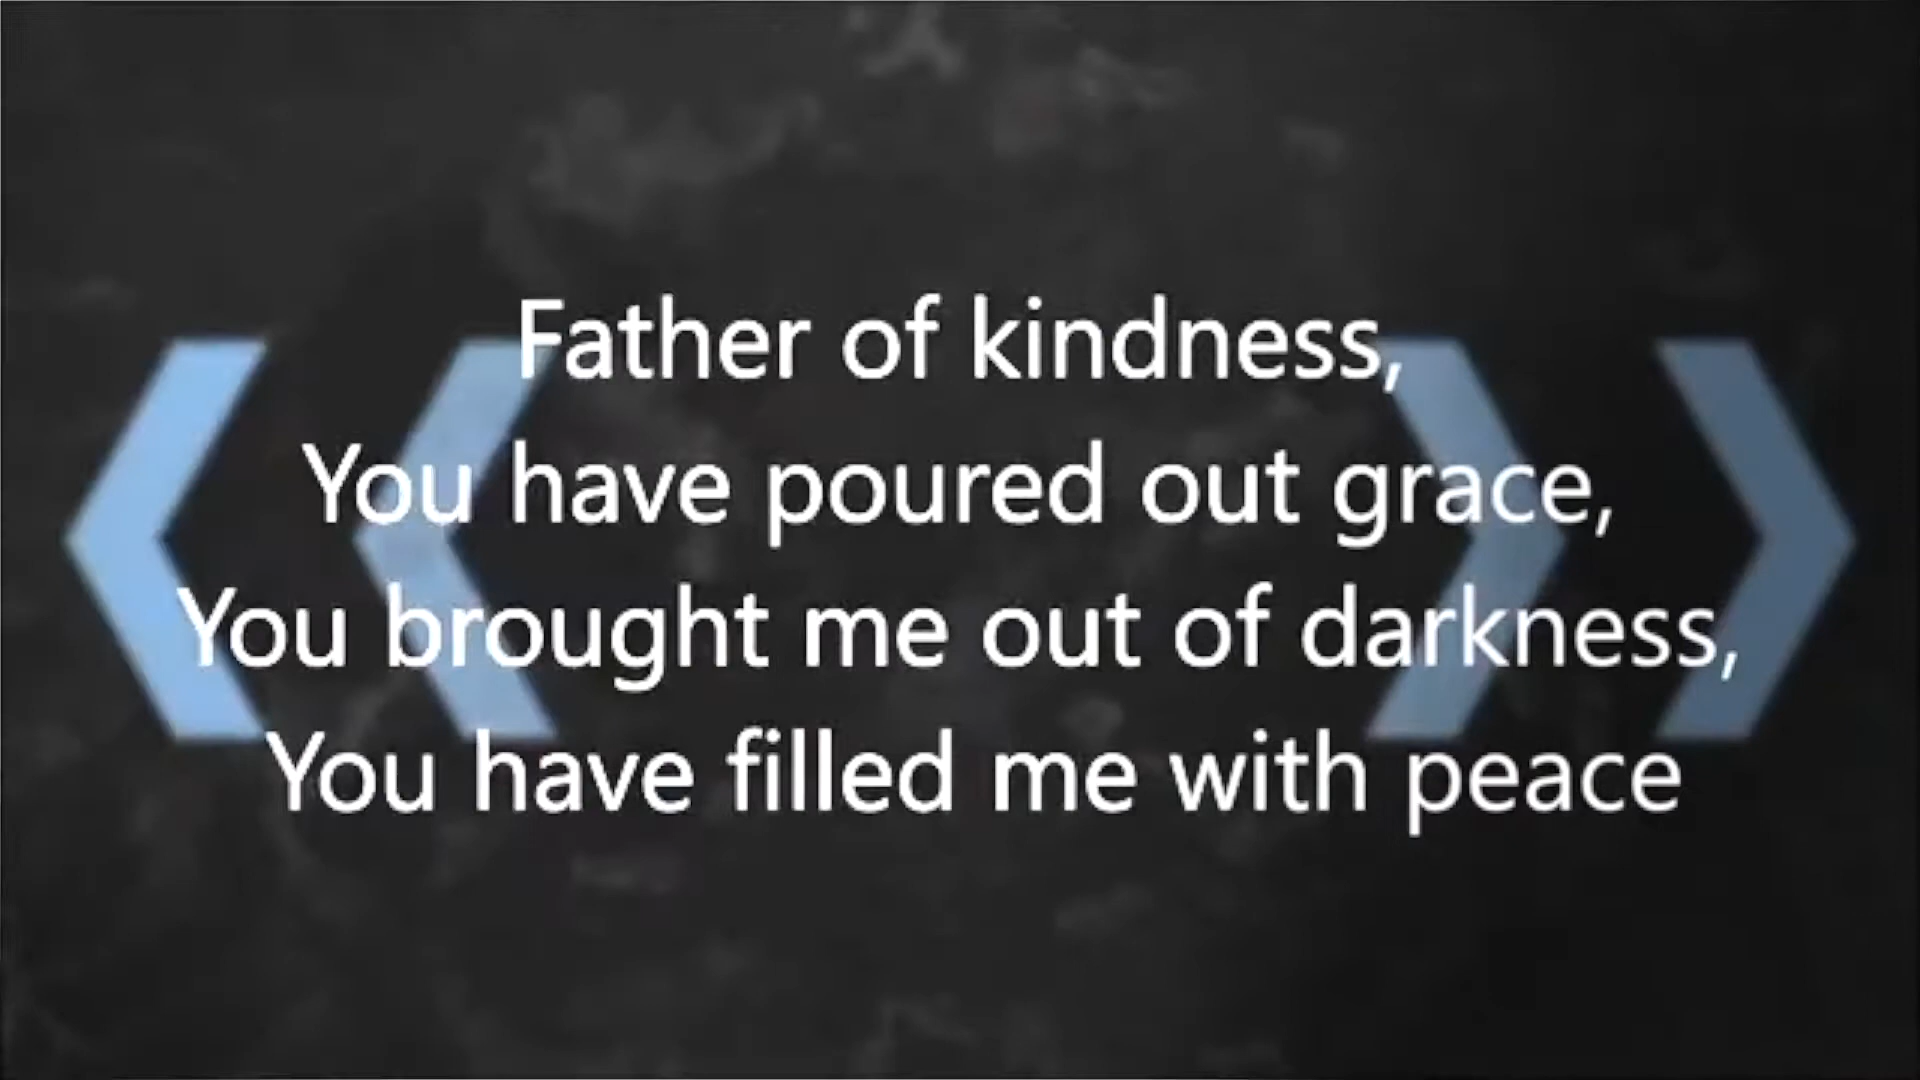 Father of kindness,
You have poured out grace,
You brought me out of darkness,
You have filled me with peace